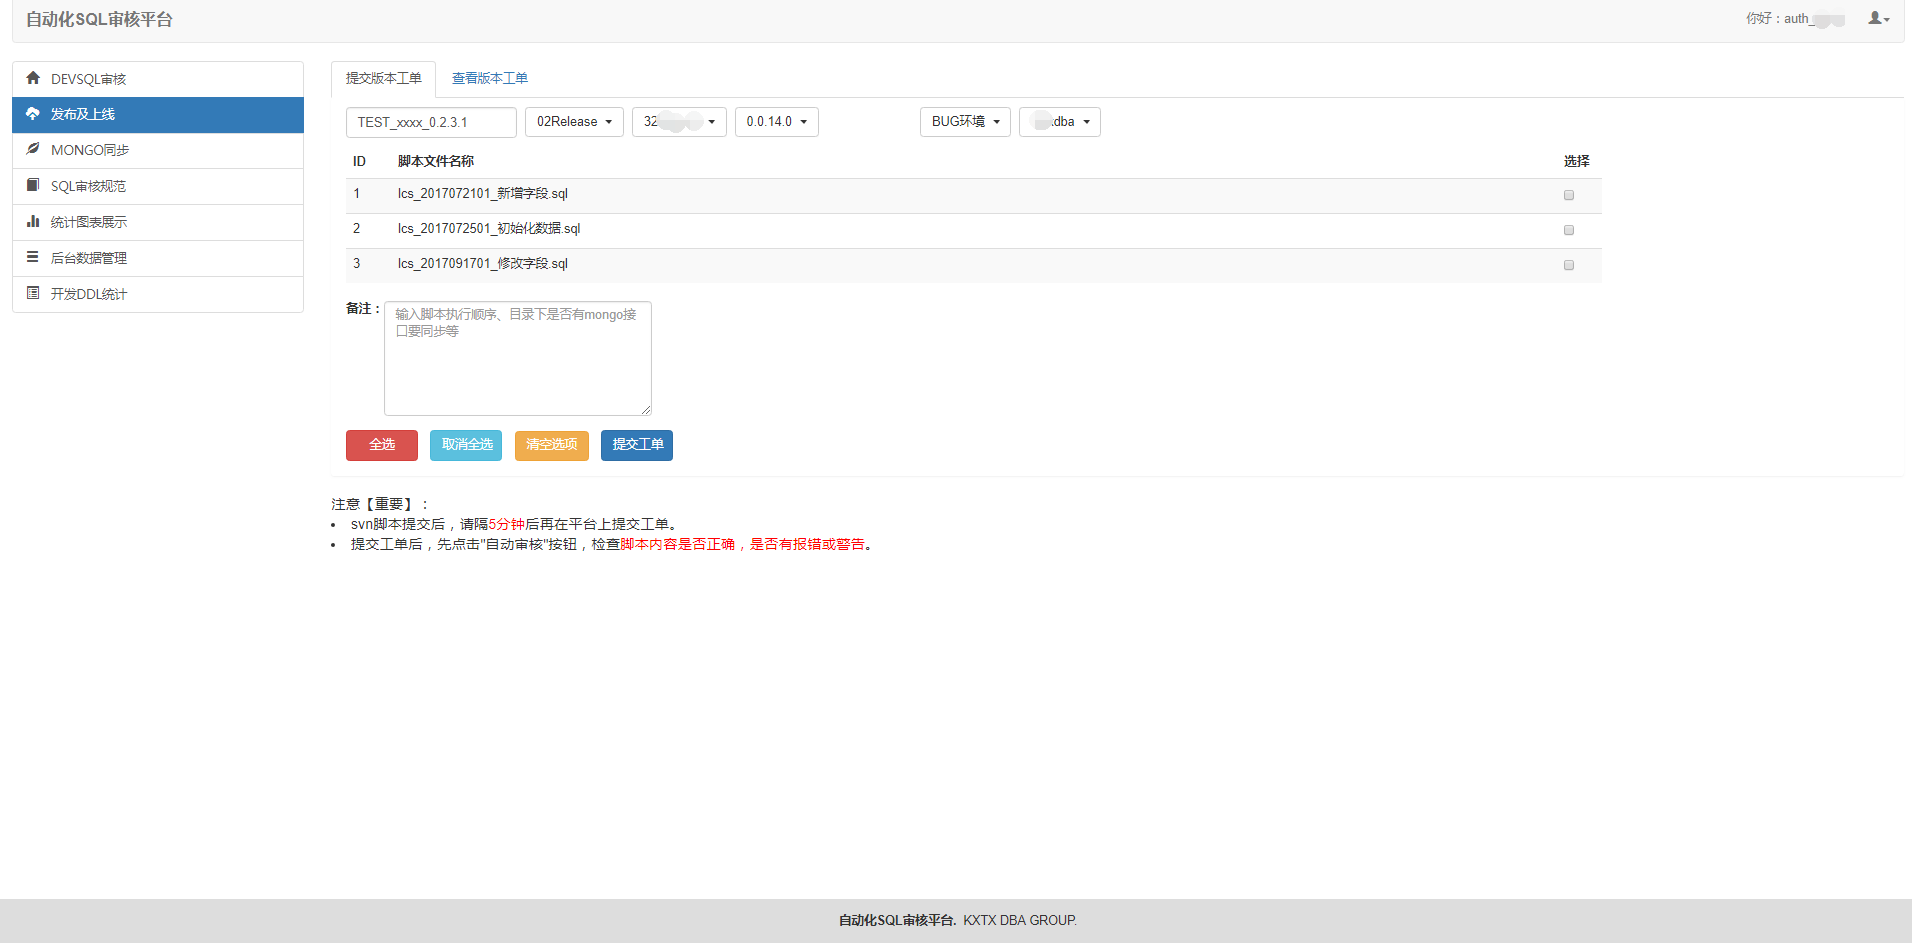 自动化SQL审核平台
你好：auth_
DEVSQL审核
发布及上线
MONGO同步
SQL审核规范
统计图表展示
后台数据管理
开发DDL统计
提交版本工单 查看版本工单
TEST_xxxx_0.2.3.1 02Release 32 0.0.14.0 BUG环境 dba
ID 脚本文件名称 选择
1 lcs_2017072101_新增字段.sql
2 lcs_2017072501_初始化数据.sql
3 lcs_2017091701_修改字段.sql
备注：
输入脚本执行顺序、目录下是否有mongo接
口要同步等
全选 取消全选 清空选项 提交工单
注意【重要】：
• svn脚本提交后，请隔5分钟后再在平台上提交工单。
• 提交工单后，先点击"自动审核"按钮，检查脚本内容是否正确，是否有报错或警告。
自动化SQL审核平台. KXTX DBA GROUP.